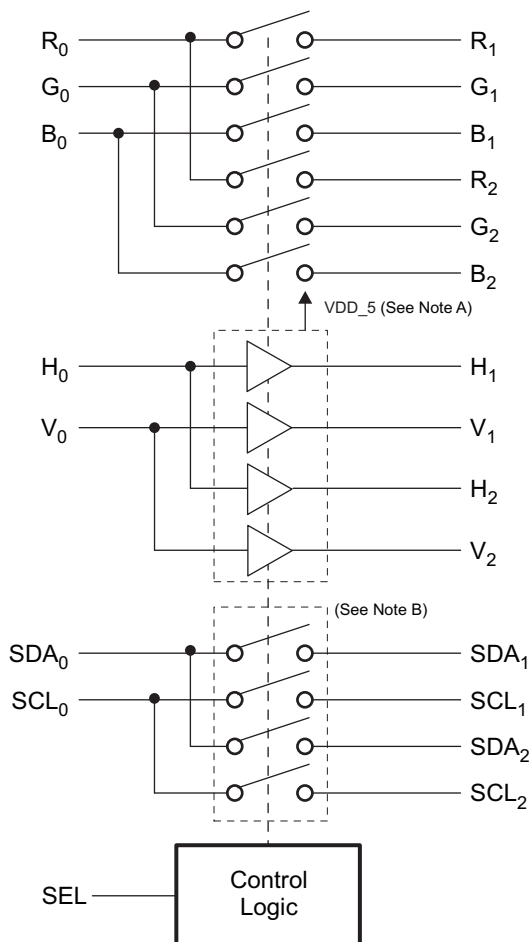 R₀ R₁
G₀ G₁
B₀ B₁
R₂
G₂
B₂
VDD_5 (See Note A)
H₀ H₁
V₀ V₁
H₂
V₂
(See Note B)
SDA₀ SDA₁
SCL₀ SCL₁
SDA₂
SCL₂
SEL
Control
Logic